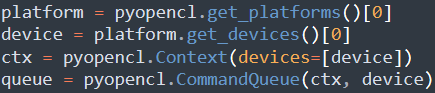 platform = pyopencl.get_platforms()[0]
device = platform.get_devices()[0]
ctx = pyopencl.Context(devices=[device])
queue = pyopencl.CommandQueue(ctx, device)